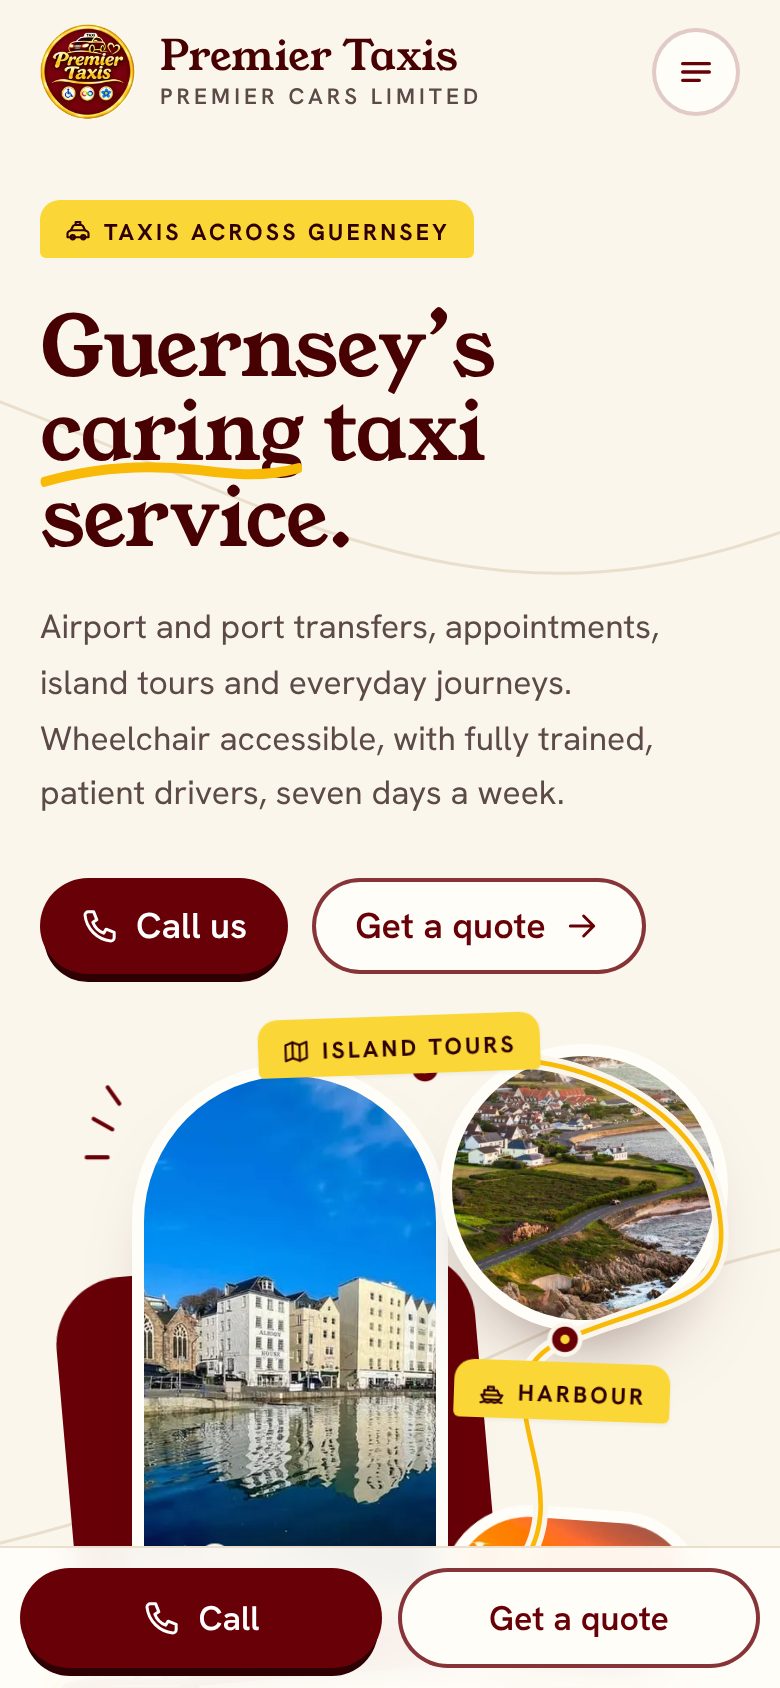 Premier
Taxis
Premier Taxis
PREMIER CARS LIMITED
TAXIS ACROSS GUERNSEY
Guernsey’s
caring taxi
service.
Airport and port transfers, appointments,
island tours and everyday journeys.
Wheelchair accessible, with fully trained,
patient drivers, seven days a week.
Call us
Get a quote
ISLAND TOURS
ALBION
HOUSE
HARBOUR
Call
Get a quote